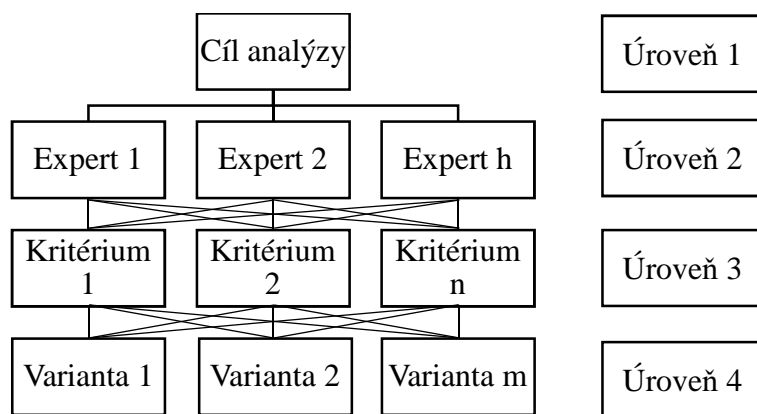 Cíl analýzy
Úroveň 1
Expert 1
Expert 2
Expert h
Úroveň 2
Kritérium
1
Kritérium
2
Kritérium
n
Úroveň 3
Varianta 1
Varianta 2
Varianta m
Úroveň 4